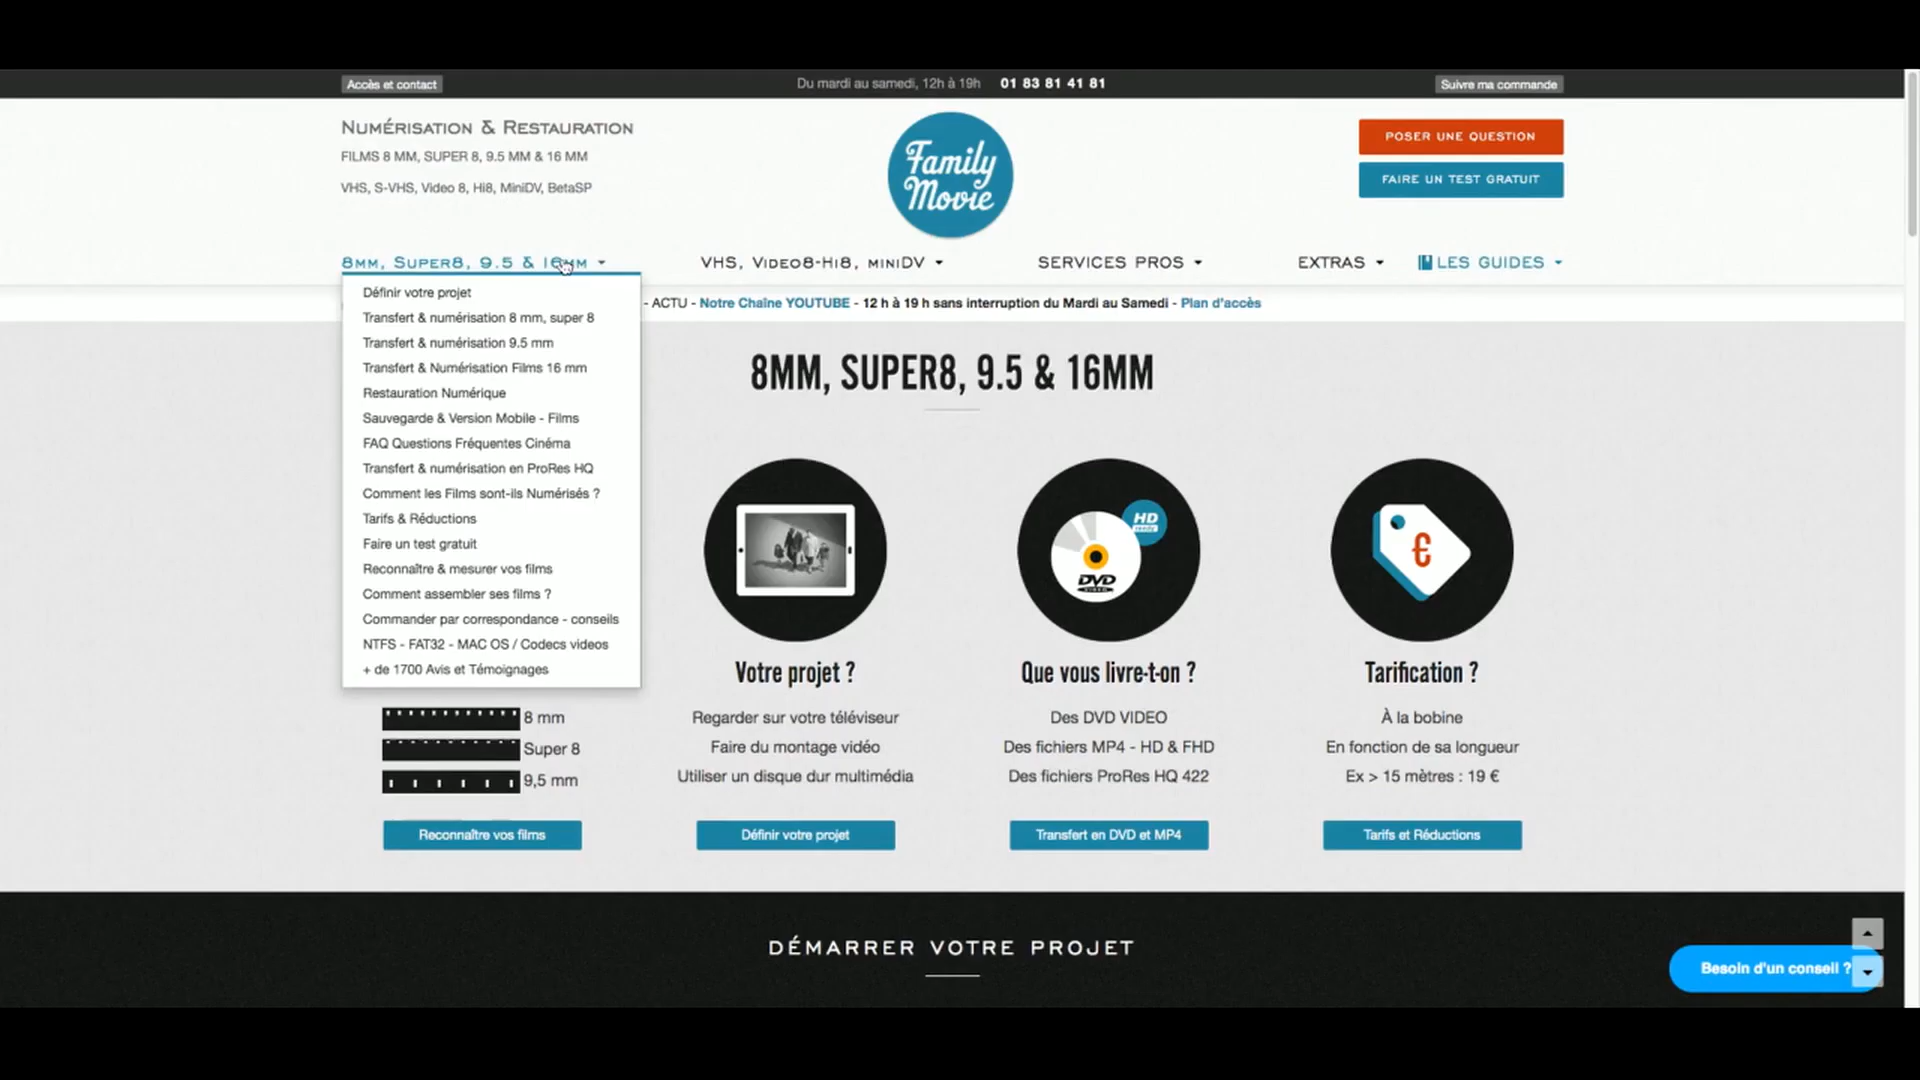 Accès et contact
Du mardi au samedi, 12h à 19h 01 83 81 41 81
Suivre ma commande
Numérisation & Restauration
FILMS 8 MM, SUPER 8, 9.5 MM & 16 MM
VHS, S-VHS, Video 8, Hi8, MiniDV, BetaSP
Family
Movie
POSER UNE QUESTION
FAIRE UN TEST GRATUIT
8mm, Super8, 9.5 & 16mm
VHS, Video8-Hi8, miniDV
SERVICES PROS
EXTRAS
LES GUIDES
- ACTU - Notre Chaîne YOUTUBE - 12 h à 19 h sans interruption du Mardi au Samedi - Plan d'accès
Définir votre projet
Transfert & numérisation 8 mm, super 8
Transfert & numérisation 9.5 mm
Transfert & Numérisation Films 16 mm
Restauration Numérique
Sauvegarde & Version Mobile - Films
FAQ Questions Fréquentes Cinéma
Transfert & numérisation en ProRes HQ
Comment les Films sont-ils Numérisés ?
Tarifs & Réductions
Faire un test gratuit
Reconnaître & mesurer vos films
Comment assembler ses films ?
Commander par correspondance - conseils
NTFS - FAT32 - MAC OS / Codecs videos
+ de 1700 Avis et Témoignages
8MM, SUPER8, 9.5 & 16MM
8 mm
Super 8
9,5 mm
Reconnaître vos films
Votre projet ?
Regarder sur votre téléviseur
Faire du montage vidéo
Utiliser un disque dur multimédia
Définir votre projet
HD
ready
DVD
VIDEO
Que vous livre-t-on ?
Des DVD VIDEO
Des fichiers MP4 - HD & FHD
Des fichiers ProRes HQ 422
Transfert en DVD et MP4
€
Tarification ?
À la bobine
En fonction de sa longueur
Ex > 15 mètres : 19 €
Tarifs et Réductions
DÉMARRER VOTRE PROJET
Besoin d'un conseil ?